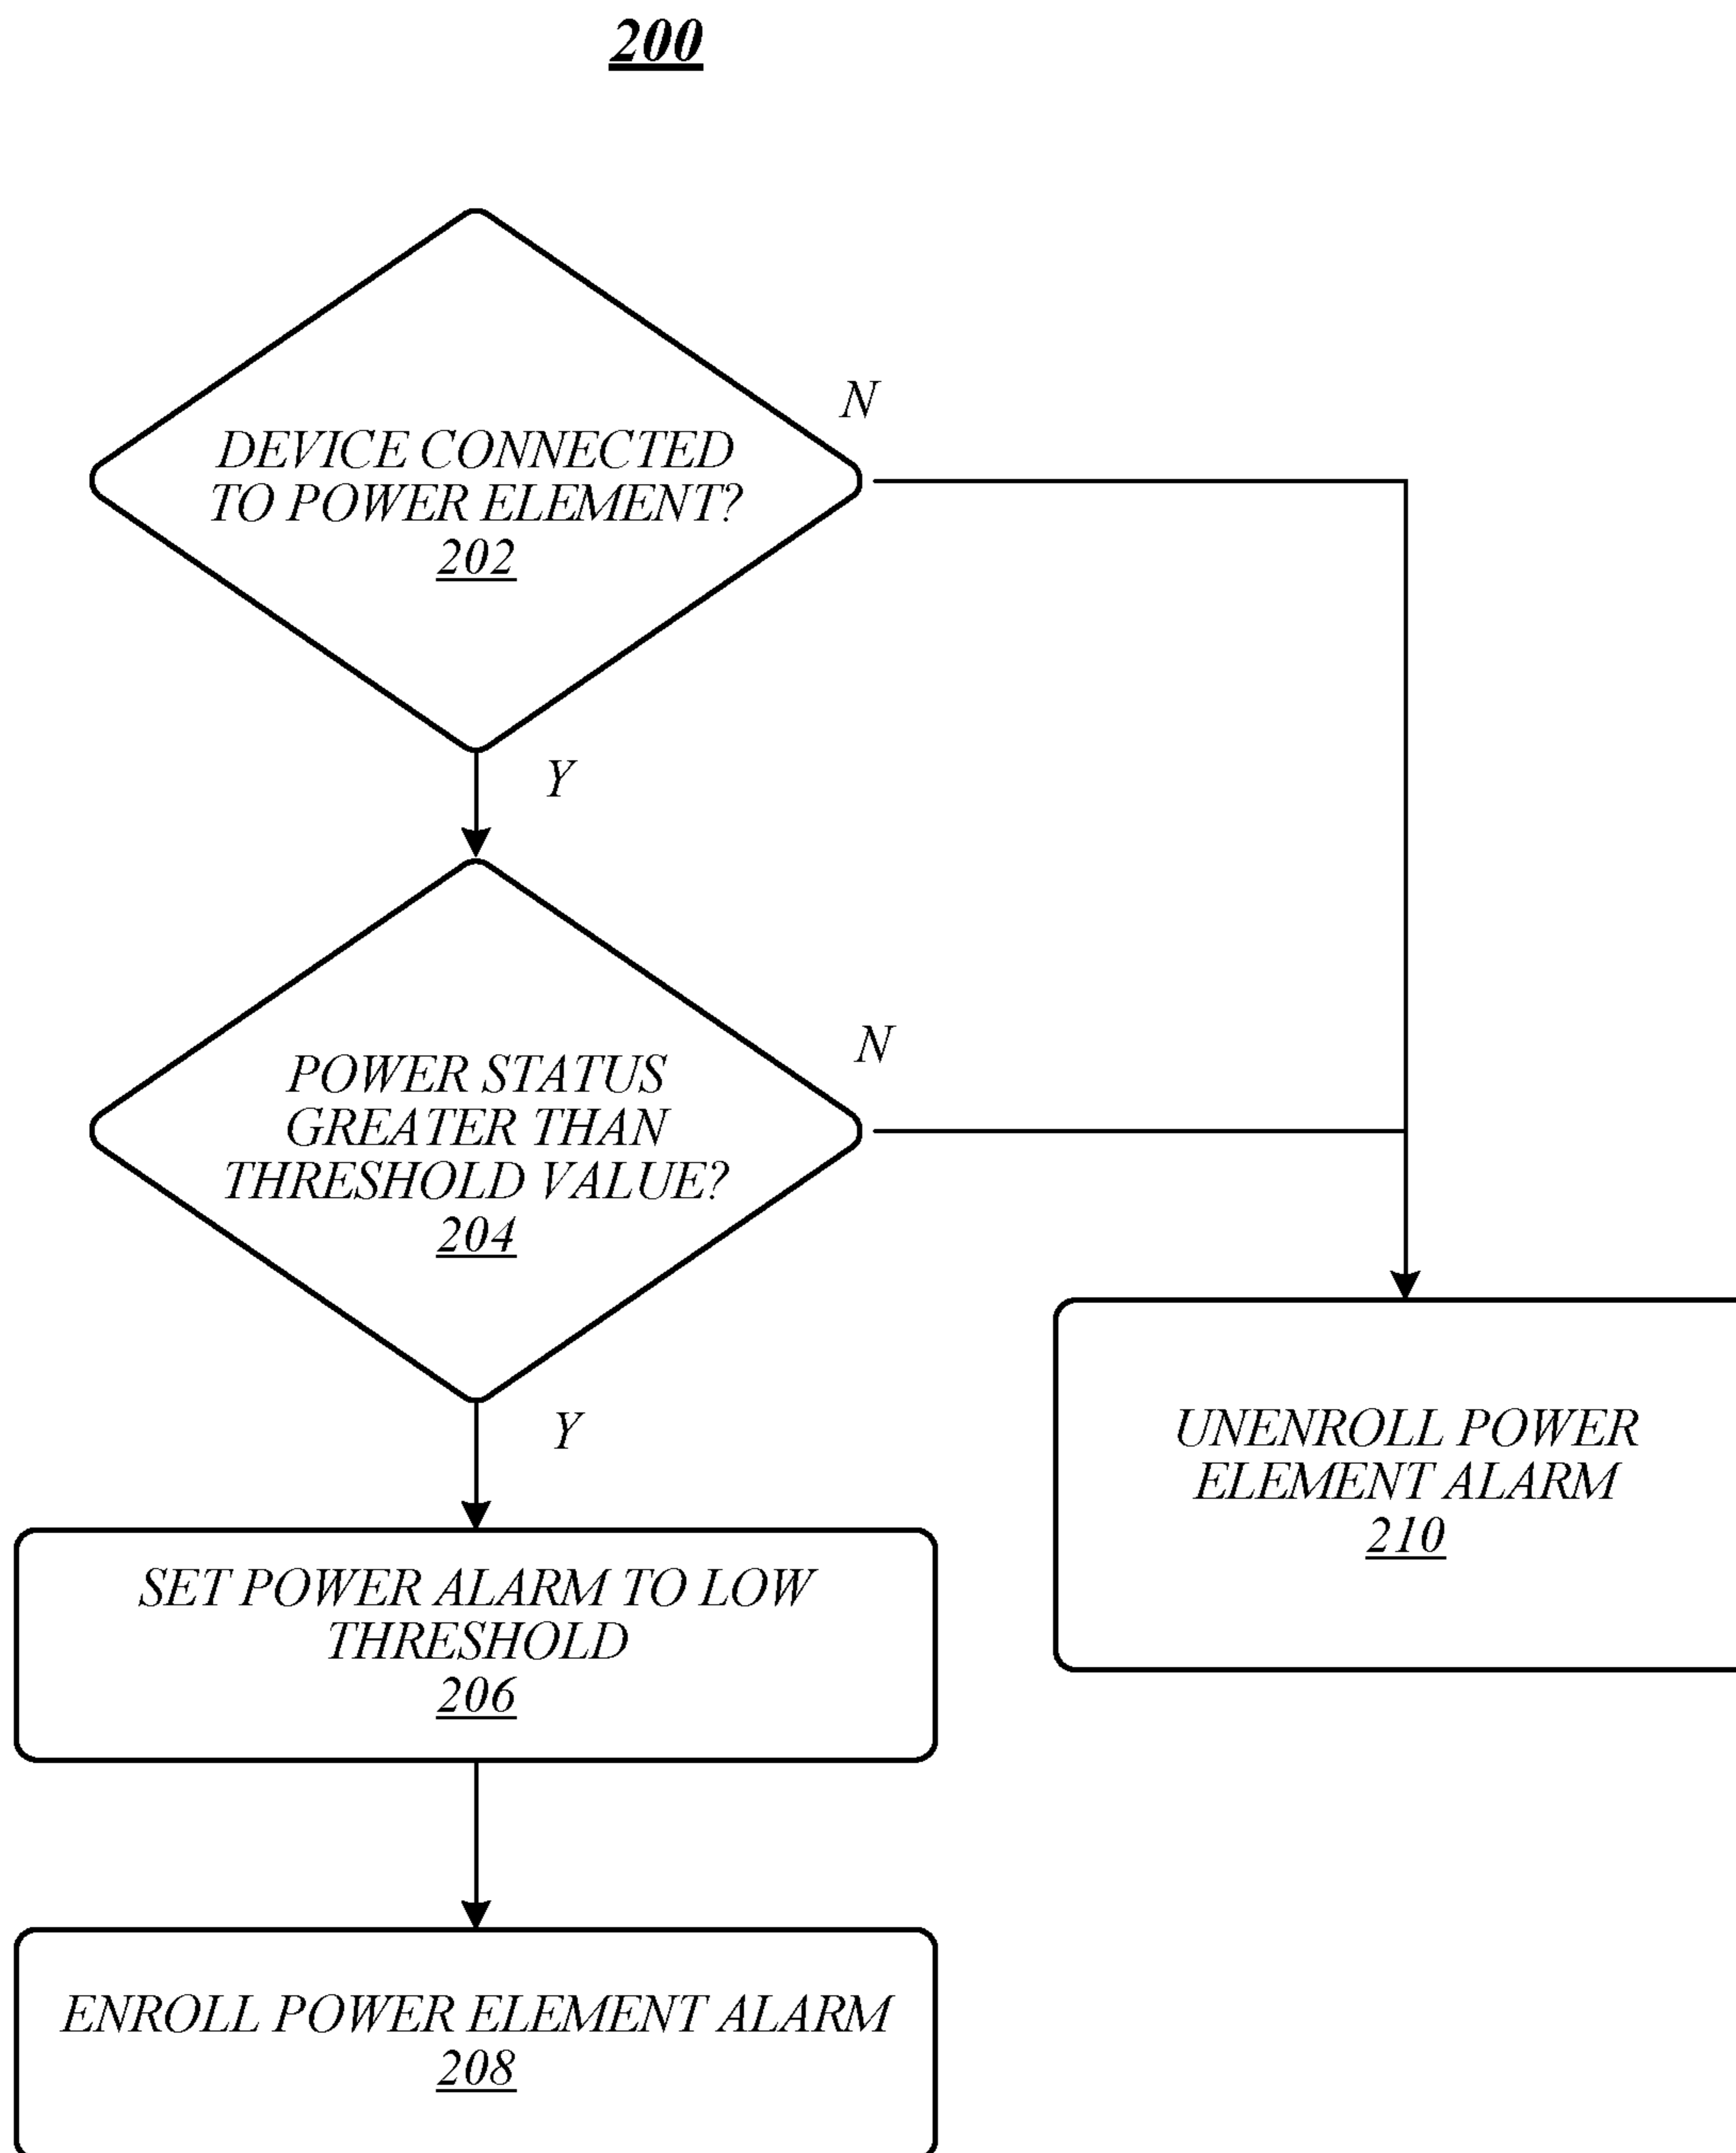 200
N
DEVICE CONNECTED
TO POWER ELEMENT?
202
Y
N
POWER STATUS
GREATER THAN
THRESHOLD VALUE?
204
Y
UNENROLL POWER
ELEMENT ALARM
210
SET POWER ALARM TO LOW
THRESHOLD
206
ENROLL POWER ELEMENT ALARM
208